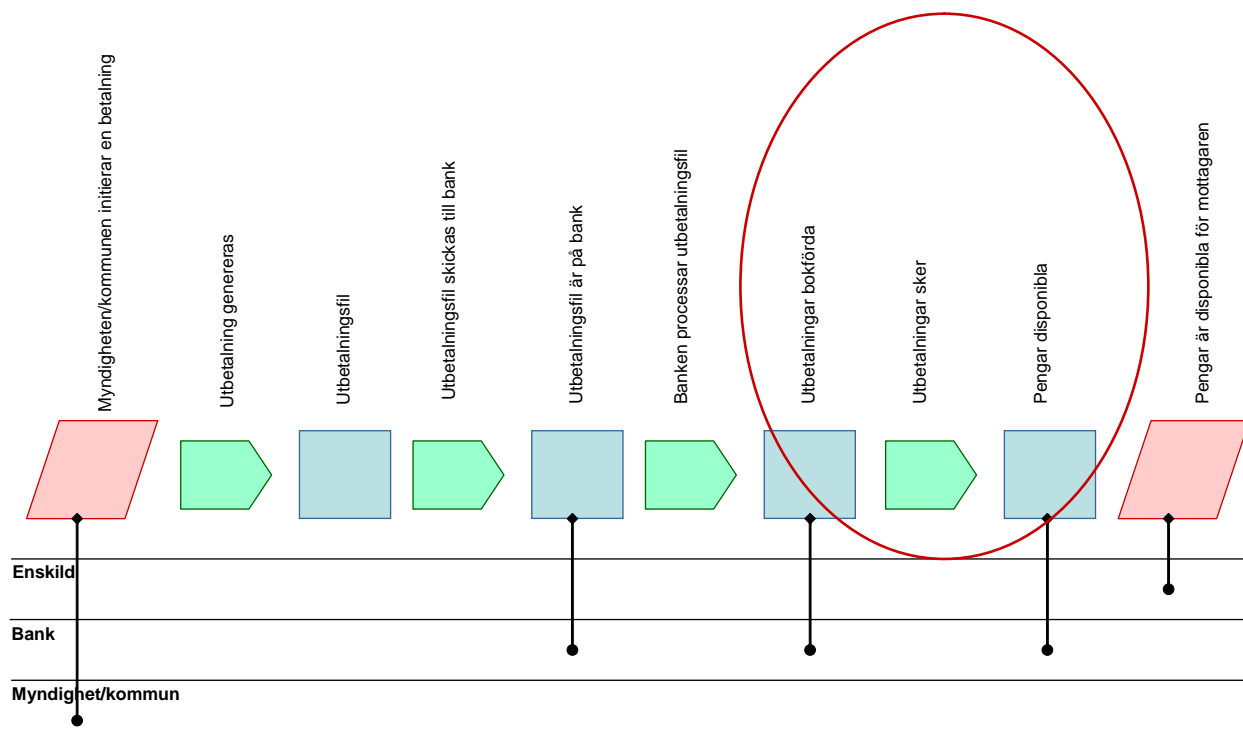 Myndigheten/kommunen initierar en betalning
Utbetalning genereras
Utbetalningsfil
Utbetalningsfil skickas till bank
Utbetalningsfil är på bank
Banken processar utbetalningsfil
Utbetalningar bokförda
Utbetalningar sker
Pengar disponibla
Pengar är disponibla för mottagaren
Enskild
Bank
Myndighet/kommun